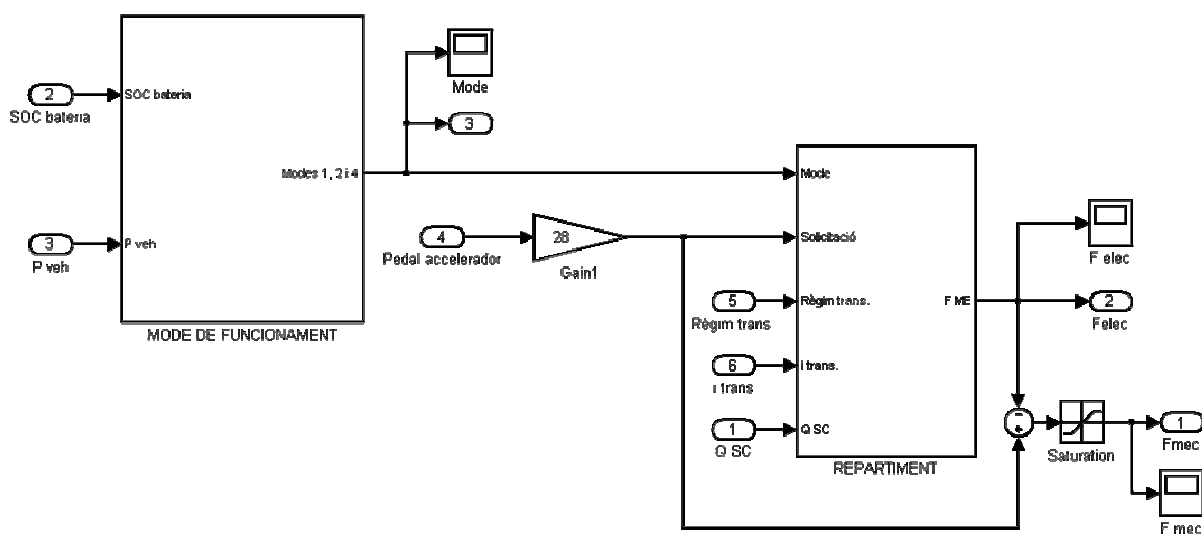 2
SOC bateria
SOC bateria
Modes 1, 2 i 4
3
P veh
P veh
MODE DE FUNCIONAMENT
Mode
3
4
Pedal accelerador
28
Gain1
5
Règim trans
6
i trans
1
Q SC
Mode
Solicitació
Règim trans.
i trans.
Q SC
F ME
REPARTIMENT
F elec
2
Felec
Saturation
1
Fmec
F mec